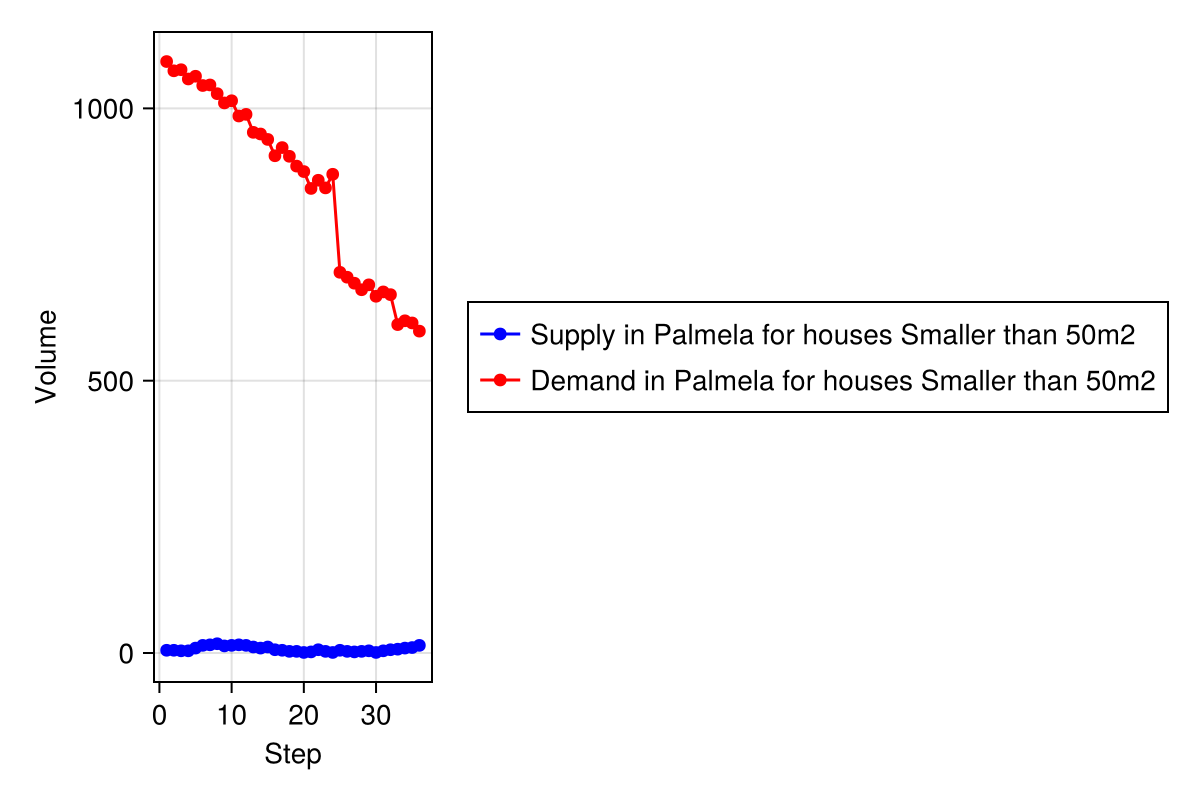 Volume
1000
500
0
0 10 20 30
Step
Supply in Palmela for houses Smaller than 50m2
Demand in Palmela for houses Smaller than 50m2